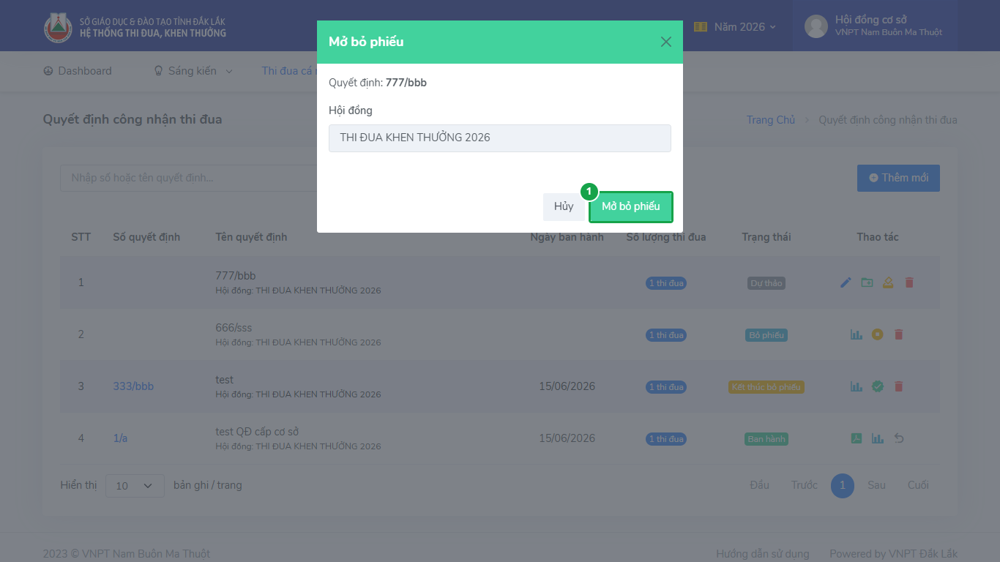 SỞ GIÁO DỤC & ĐÀO TẠO TỈNH ĐẮK LẮK
HỆ THỐNG THI ĐUA, KHEN THƯỞNG
Năm 2026
Hội đồng cơ sở
VNPT Nam Buôn Ma Thuột
Dashboard
Sáng kiến
Thi đua cá
Mở bỏ phiếu
Quyết định: 777/bbb
Hội đồng
THI ĐUA KHEN THƯỞNG 2026
Hủy
1
Mở bỏ phiếu
Quyết định công nhận thi đua
Trang Chủ > Quyết định công nhận thi đua
Nhập số hoặc tên quyết định...
Thêm mới
STT Số quyết định Tên quyết định Ngày ban hành Số lượng thi đua Trạng thái Thao tác
1 777/bbb 1 thi đua Dự thảo
Hội đồng: THI ĐUA KHEN THƯỞNG 2026
2 666/sss 1 thi đua Bỏ phiếu
Hội đồng: THI ĐUA KHEN THƯỞNG 2026
3 333/bbb test 15/06/2026 1 thi đua Kết thúc bỏ phiếu
Hội đồng: THI ĐUA KHEN THƯỞNG 2026
4 1/a test QĐ cấp cơ sở 15/06/2026 1 thi đua Ban hành
Hội đồng: THI ĐUA KHEN THƯỞNG 2026
Hiển thị 10 bản ghi / trang
Đầu Trước 1 Sau Cuối
2023 © VNPT Nam Buôn Ma Thuột
Hướng dẫn sử dụng
Powered by VNPT Đắk Lắk